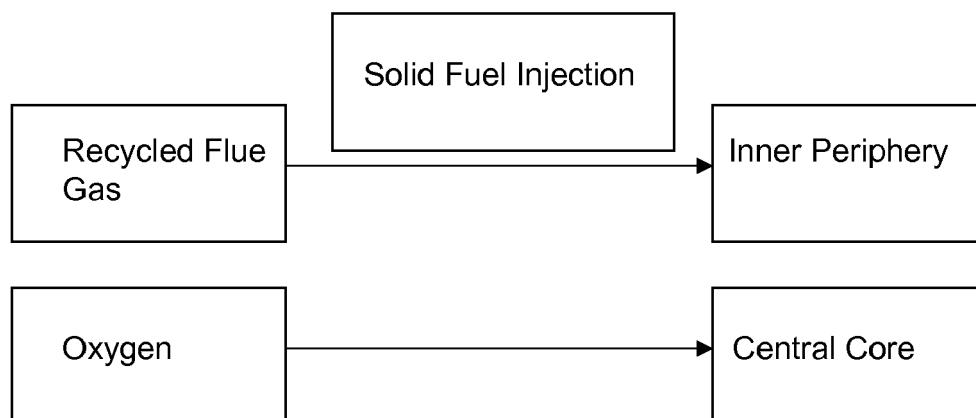 Solid Fuel Injection
Recycled Flue
Gas
Inner Periphery
Oxygen
Central Core